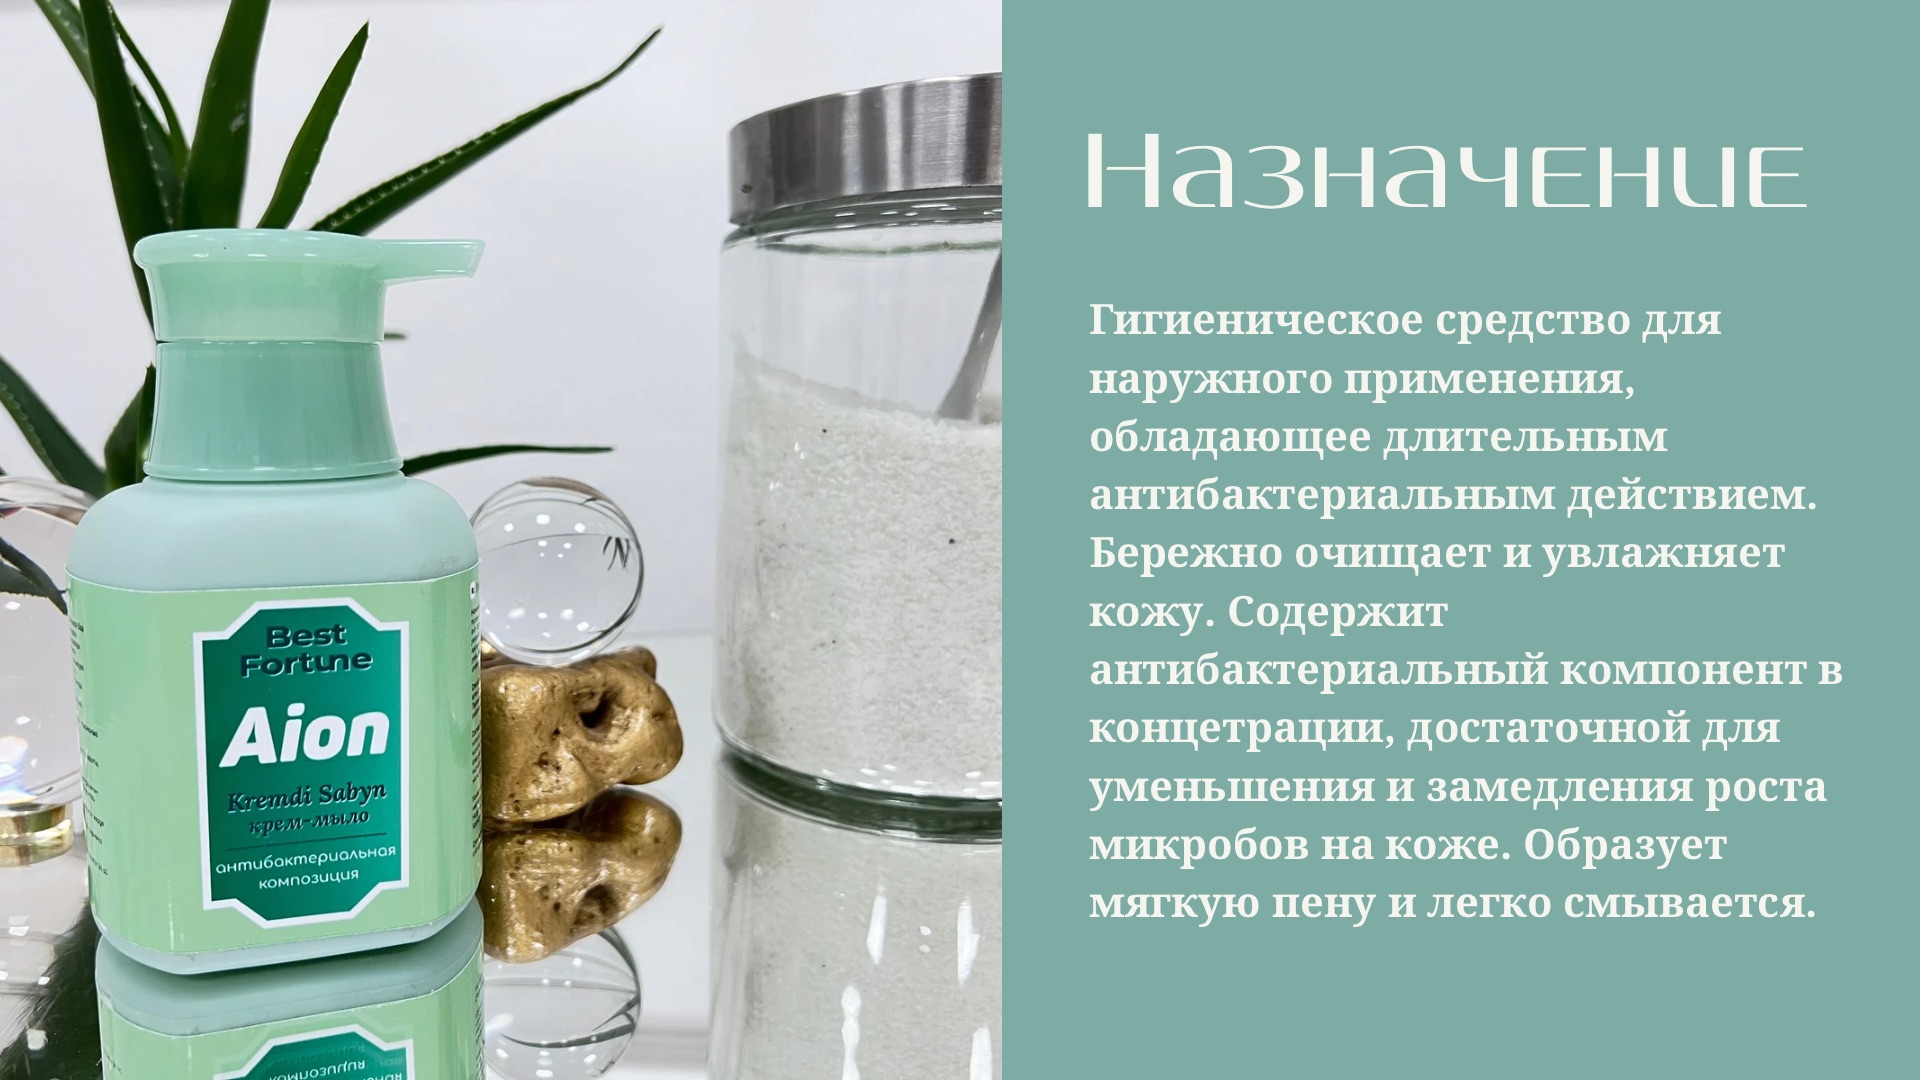 Назначение
Гигиеническое средство для
наружного применения,
обладающее длительным
антибактериальным действием.
Бережно очищает и увлажняет
кожу. Содержит
антибактериальный компонент в
концетрации, достаточной для
уменьшения и замедления роста
микробов на коже. Образует
мягкую пену и легко смывается.
Best
Fortune
Aion
Kremdi Sabyn
крем-мыло
антибактериальная
композиция